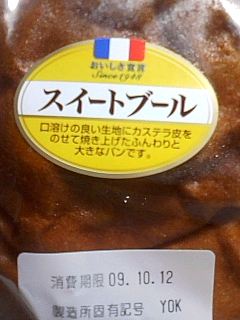 おいしさ宣言
Since 1948
スイートブール
口溶けの良い生地にカステラ皮を
のせて焼き上げたふんわりと
大きなパンです。
消費期限 09.10.12
製造所固有記号 YOK